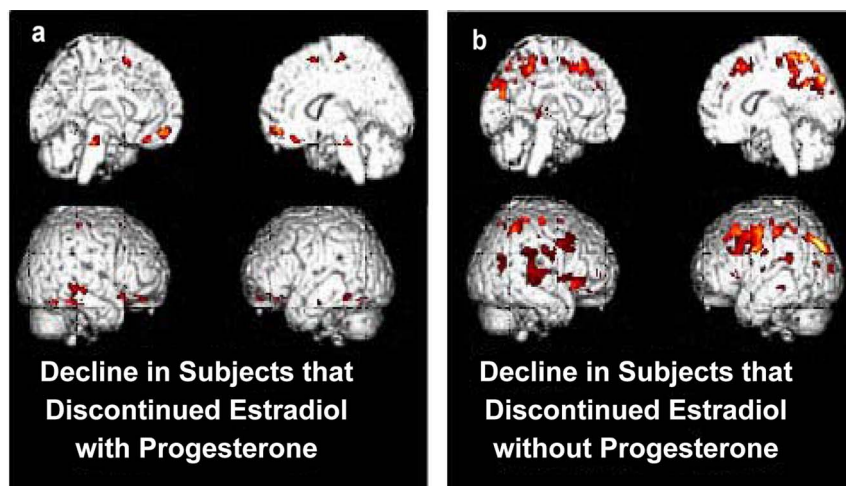 a
Decline in Subjects that
Discontinued Estradiol
with Progesterone
b
Decline in Subjects that
Discontinued Estradiol
without Progesterone